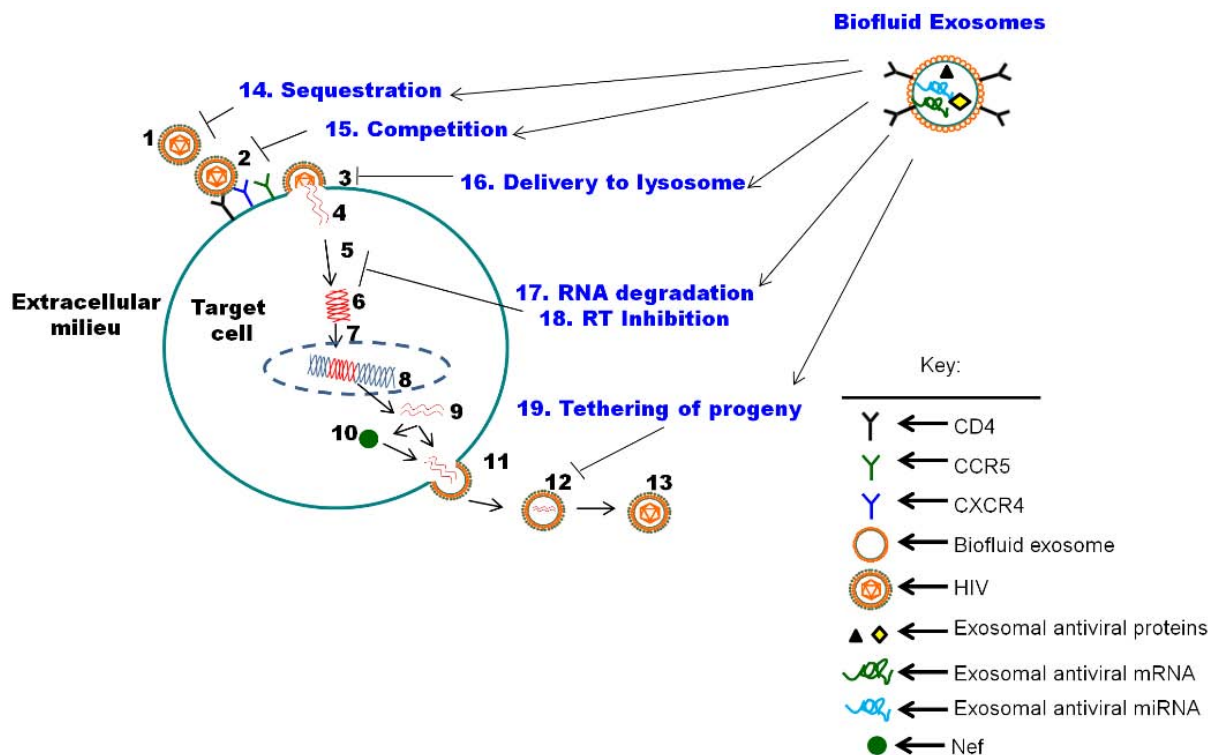 Biofluid Exosomes
14. Sequestration
15. Competition
1
2
3
16. Delivery to lysosome
4
5
Extracellular
milieu
Target
cell
6
17. RNA degradation
18. RT Inhibition
7
8
9
19. Tethering of progeny
10
11
12
13
Key:
CD4
CCR5
CXCR4
Biofluid exosome
HIV
Exosomal antiviral proteins
Exosomal antiviral mRNA
Exosomal antiviral miRNA
Nef